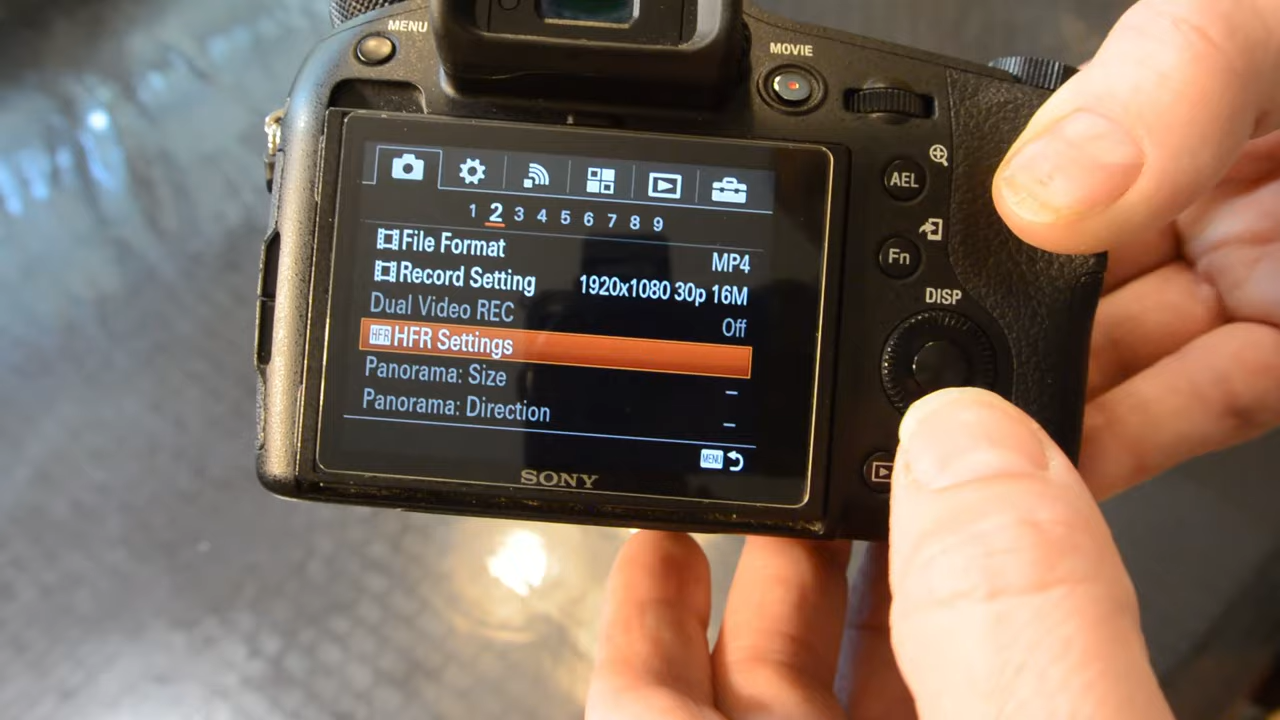 MENU
MOVIE
1 2 3 4 5 6 7 8 9
AEL
File Format MP4
Record Setting 1920x1080 30p 16M
Fn
Dual Video REC Off
DISP
HFR HFR Settings
Panorama: Size –
Panorama: Direction –
MENU
SONY